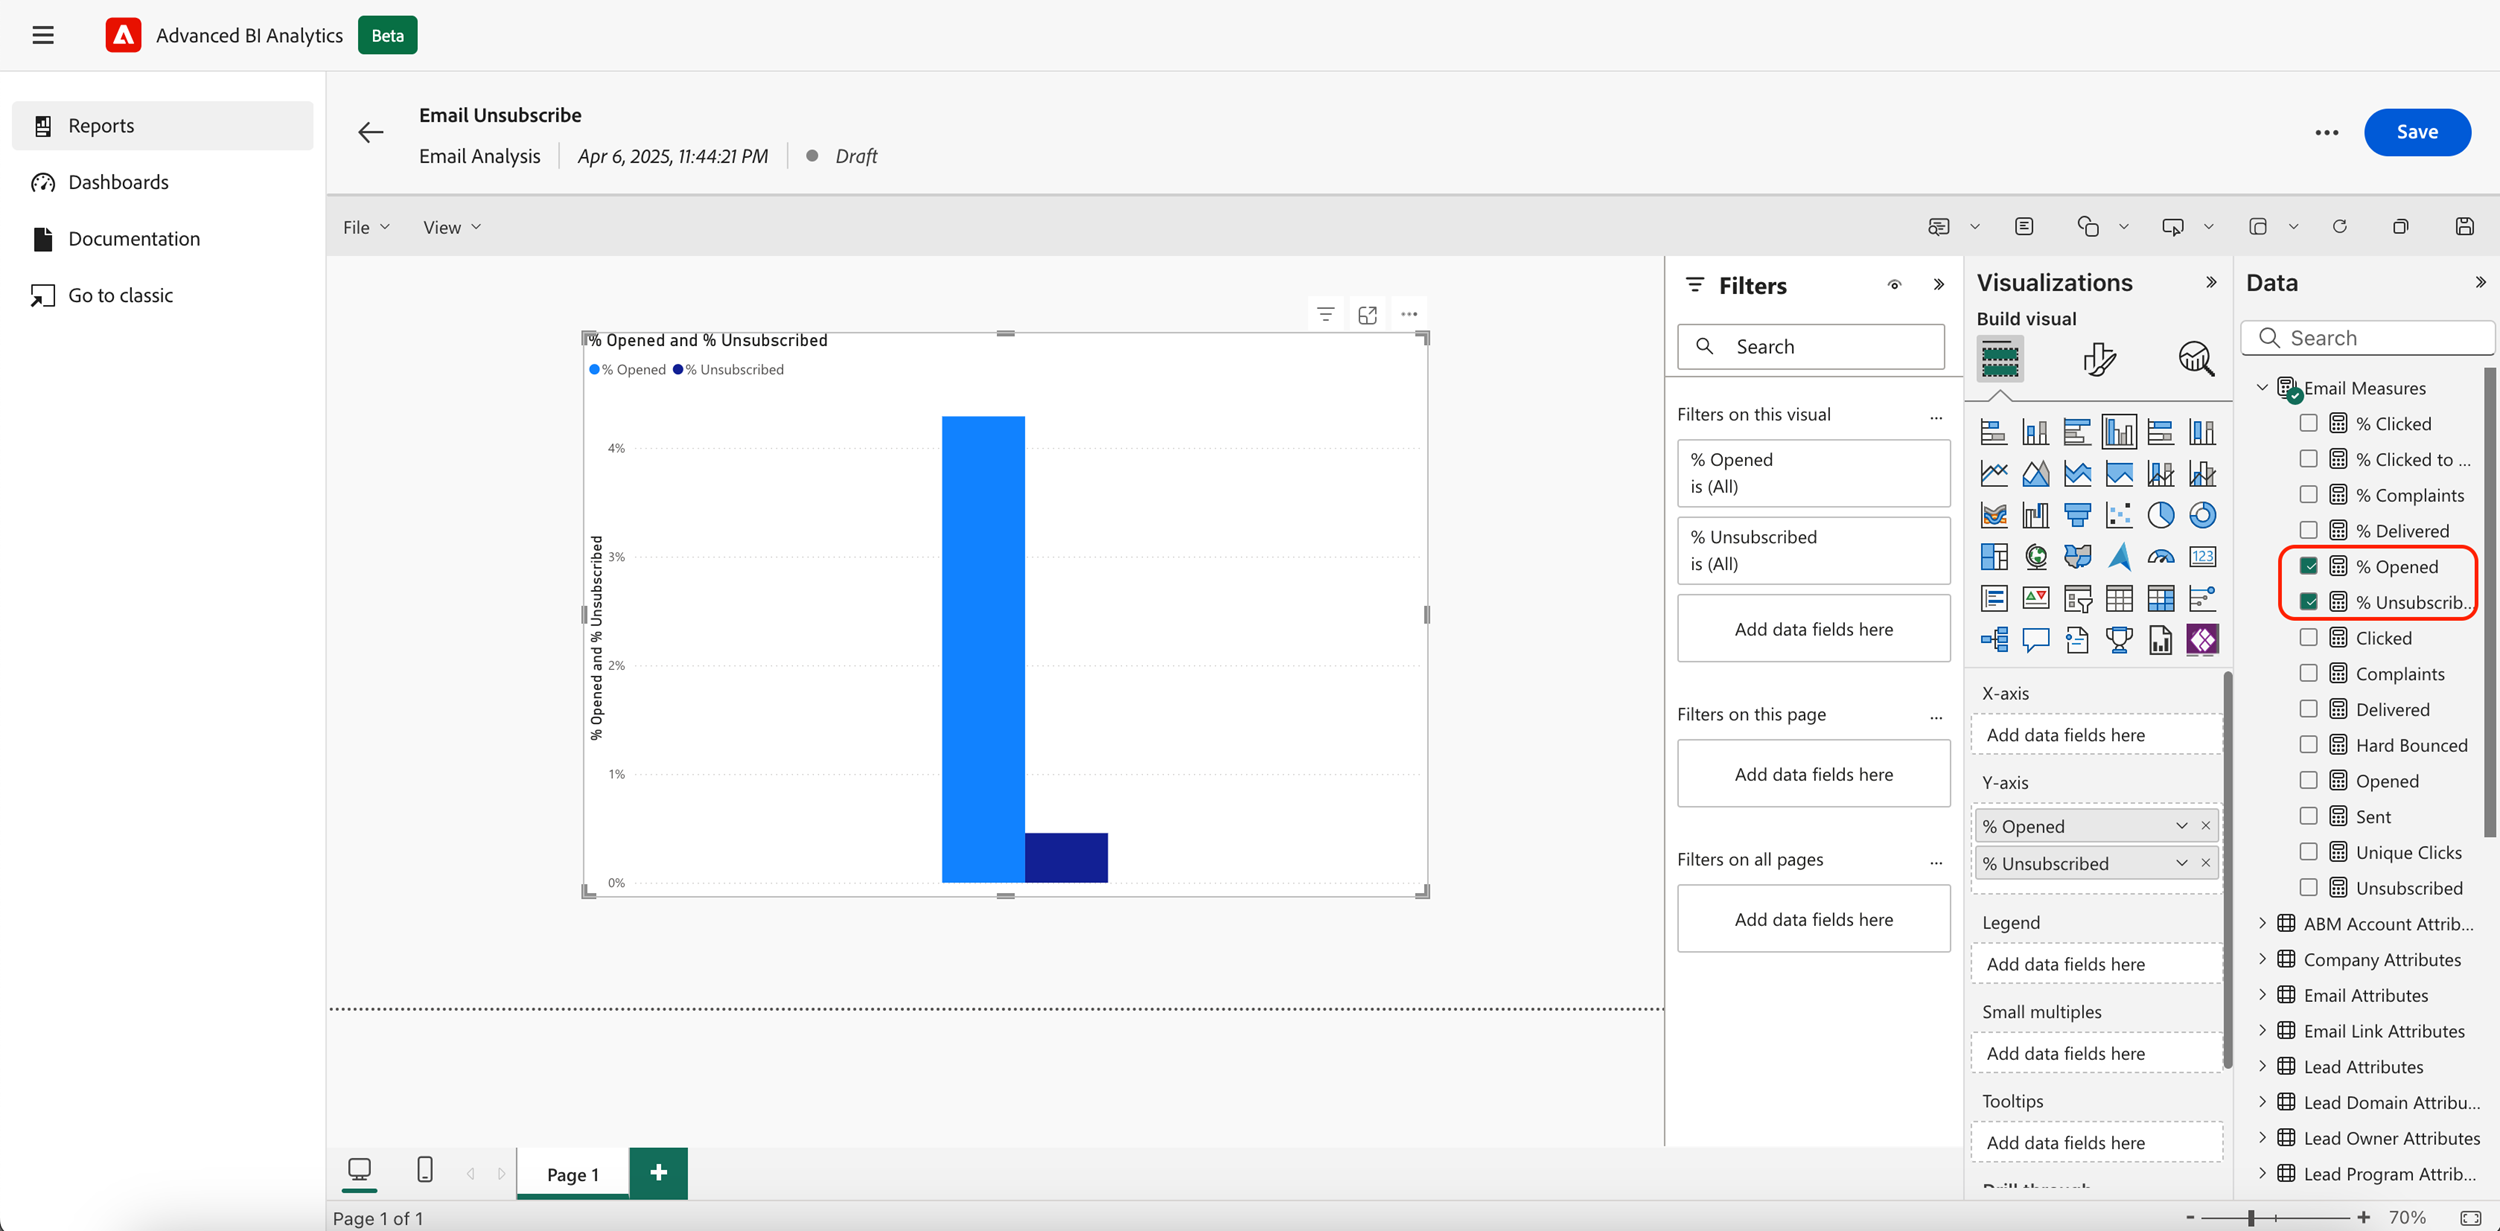 Advanced BI Analytics Beta
Reports
Dashboards
Documentation
Go to classic
Email Unsubscribe
Email Analysis Apr 6, 2025, 11:44:21 PM Draft
Save
File View
% Opened and % Unsubscribed
% Opened % Unsubscribed
4%
3%
2%
1%
0%
% Opened and % Unsubscribed
Filters
Search
Filters on this visual ...
% Opened
is (All)
% Unsubscribed
is (All)
Add data fields here
Filters on this page ...
Add data fields here
Filters on all pages ...
Add data fields here
Visualizations
Build visual
123
X-axis
Add data fields here
Y-axis
% Opened
% Unsubscribed
Legend
Add data fields here
Small multiples
Add data fields here
Tooltips
Add data fields here
Data
Search
Email Measures
% Clicked
% Clicked to ...
% Complaints
% Delivered
% Opened
% Unsubscrib...
Clicked
Complaints
Delivered
Hard Bounced
Opened
Sent
Unique Clicks
Unsubscribed
ABM Account Attrib...
Company Attributes
Email Attributes
Email Link Attributes
Lead Attributes
Lead Domain Attribu...
Lead Owner Attributes
Lead Program Attrib...
Page 1 +
Page 1 of 1
- + 70%